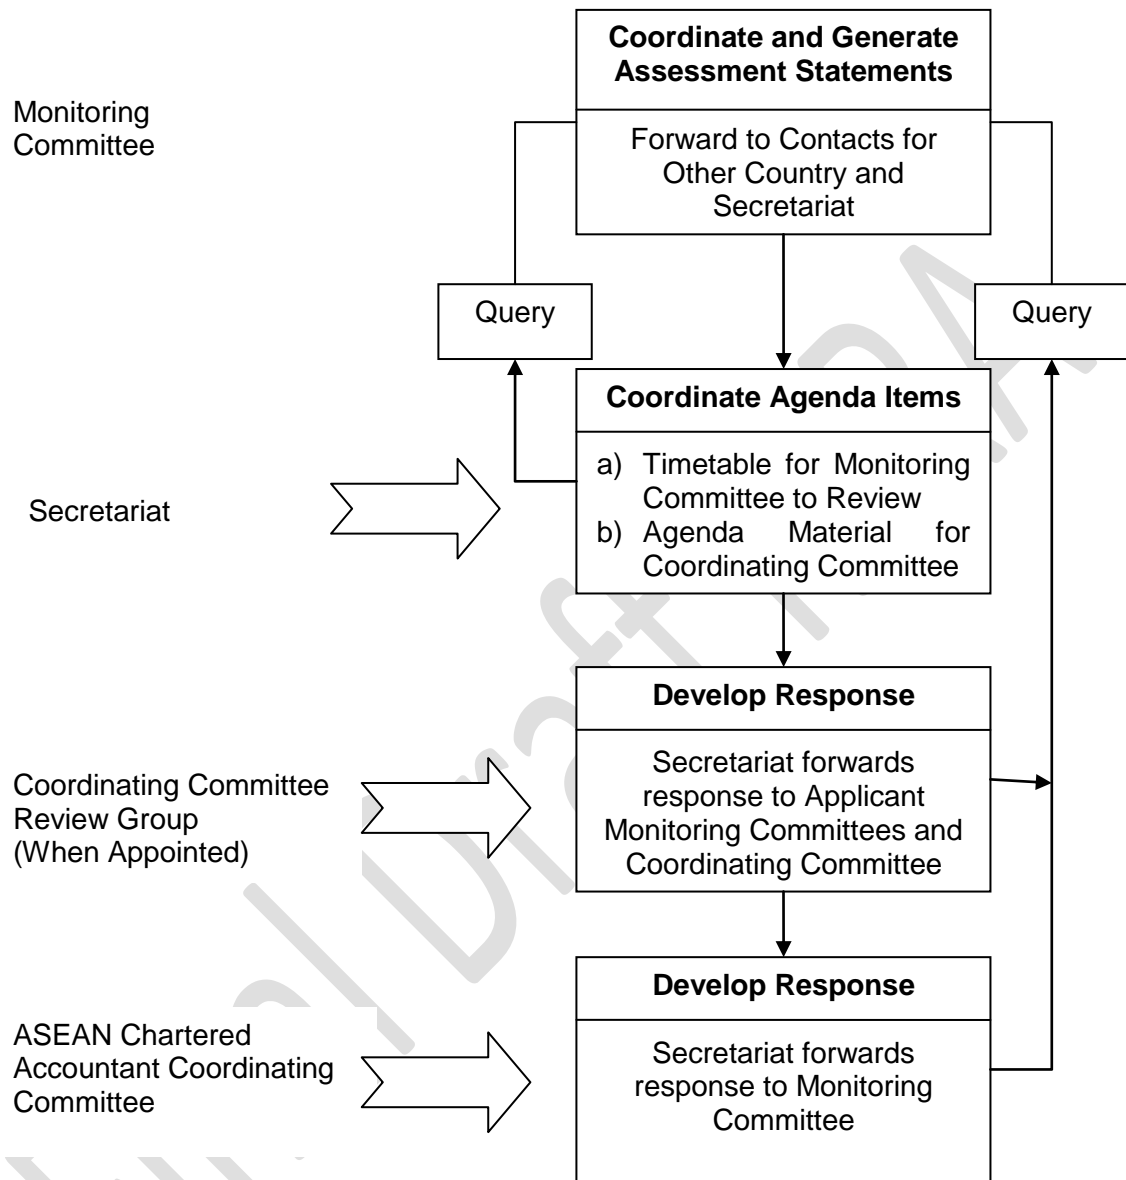 Coordinate and Generate
Assessment Statements
Monitoring
Committee
Forward to Contacts for
Other Country and
Secretariat
Query
Query
Coordinate Agenda Items
a) Timetable for Monitoring
Committee to Review
b) Agenda Material for
Coordinating Committee
Secretariat
Develop Response
Coordinating Committee
Review Group
(When Appointed)
Secretariat forwards
response to Applicant
Monitoring Committees and
Coordinating Committee
Develop Response
ASEAN Chartered
Accountant Coordinating
Committee
Secretariat forwards
response to Monitoring
Committee
Draft